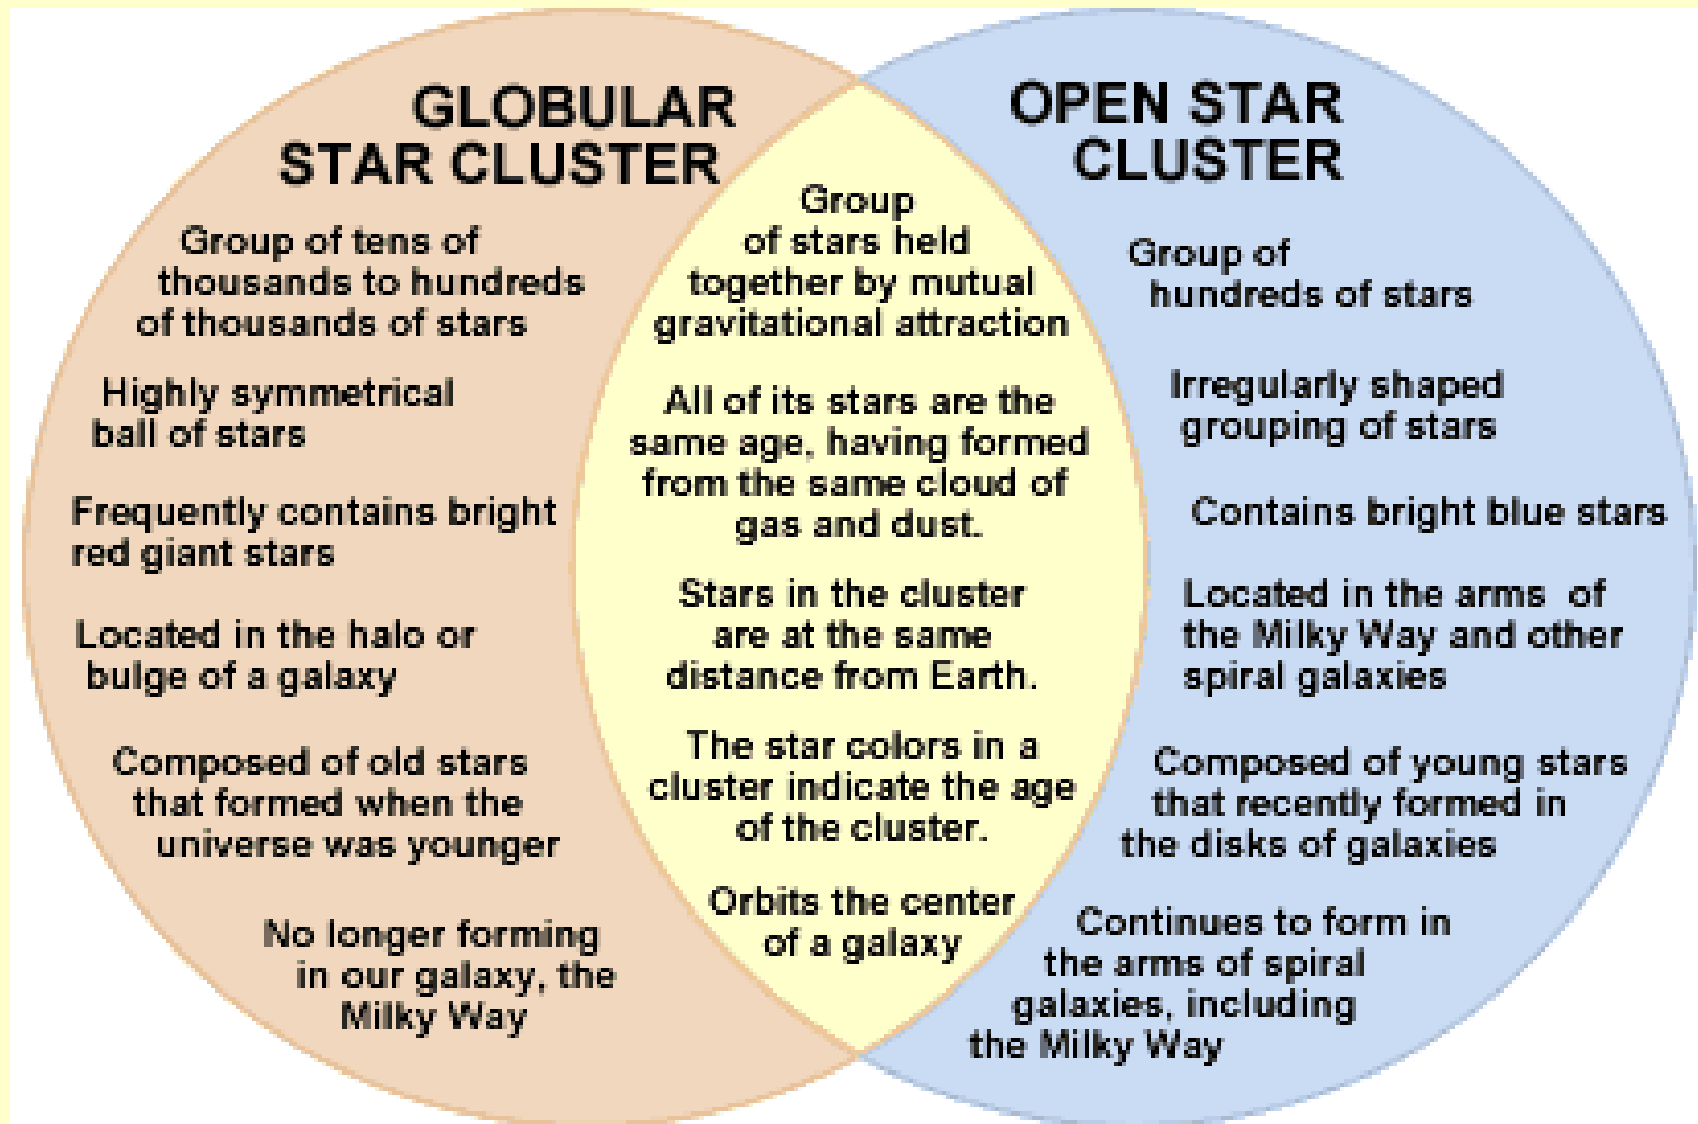 GLOBULAR
STAR CLUSTER
Group of tens of
thousands to hundreds
of thousands of stars
Highly symmetrical
ball of stars
Frequently contains bright
red giant stars
Located in the halo or
bulge of a galaxy
Composed of old stars
that formed when the
universe was younger
No longer forming
in our galaxy, the
Milky Way
Group
of stars held
together by mutual
gravitational attraction
All of its stars are the
same age, having formed
from the same cloud of
gas and dust.
Stars in the cluster
are at the same
distance from Earth.
The star colors in a
cluster indicate the age
of the cluster.
Orbits the center
of a galaxy
OPEN STAR
CLUSTER
Group of
hundreds of stars
Irregularly shaped
grouping of stars
Contains bright blue stars
Located in the arms of
the Milky Way and other
spiral galaxies
Composed of young stars
that recently formed in
the disks of galaxies
Continues to form in
the arms of spiral
galaxies, including
the Milky Way